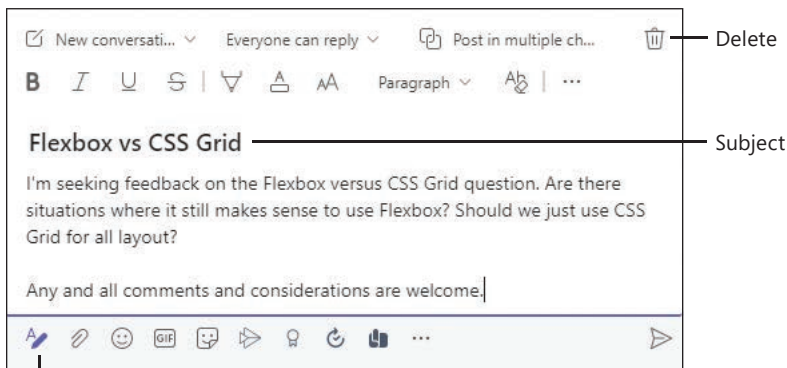 New conversati... Everyone can reply Post in multiple ch... Delete
B I U S A AA Paragraph Ab ...
Flexbox vs CSS Grid Subject
I'm seeking feedback on the Flexbox versus CSS Grid question. Are there
situations where it still makes sense to use Flexbox? Should we just use CSS
Grid for all layout?
Any and all comments and considerations are welcome.
GIF ...